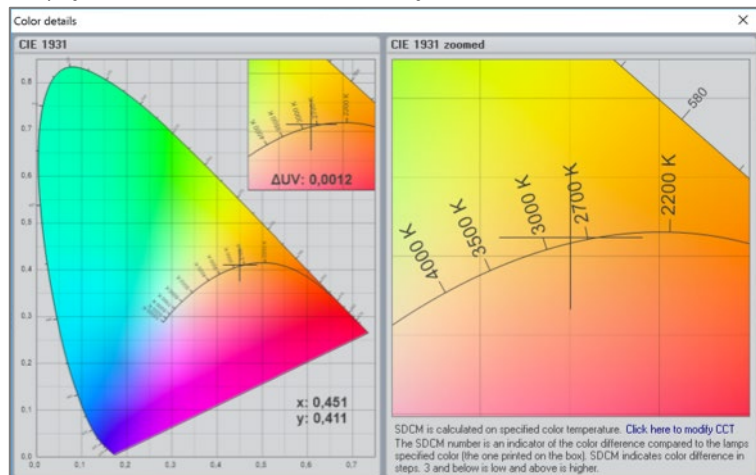 Color details
CIE 1931
CIE 1931 zoomed
0,8
0,7
0,6
0,5
0,4
0,3
0,2
0,1
0,0
0,1
0,2
0,3
0,4
0,5
0,6
0,7
2200 K
ΔUV: 0,0012
x: 0,451
y: 0,411
580
4000 K
3500 K
3000 K
2700 K
2200 K
SDCM is calculated on specified color temperature. Click here to modify CCT
The SDCM number is an indicator of the color difference compared to the lamps
specified color (the one printed on the box). SDCM indicates color difference in
steps. 3 and below is low and above is higher.